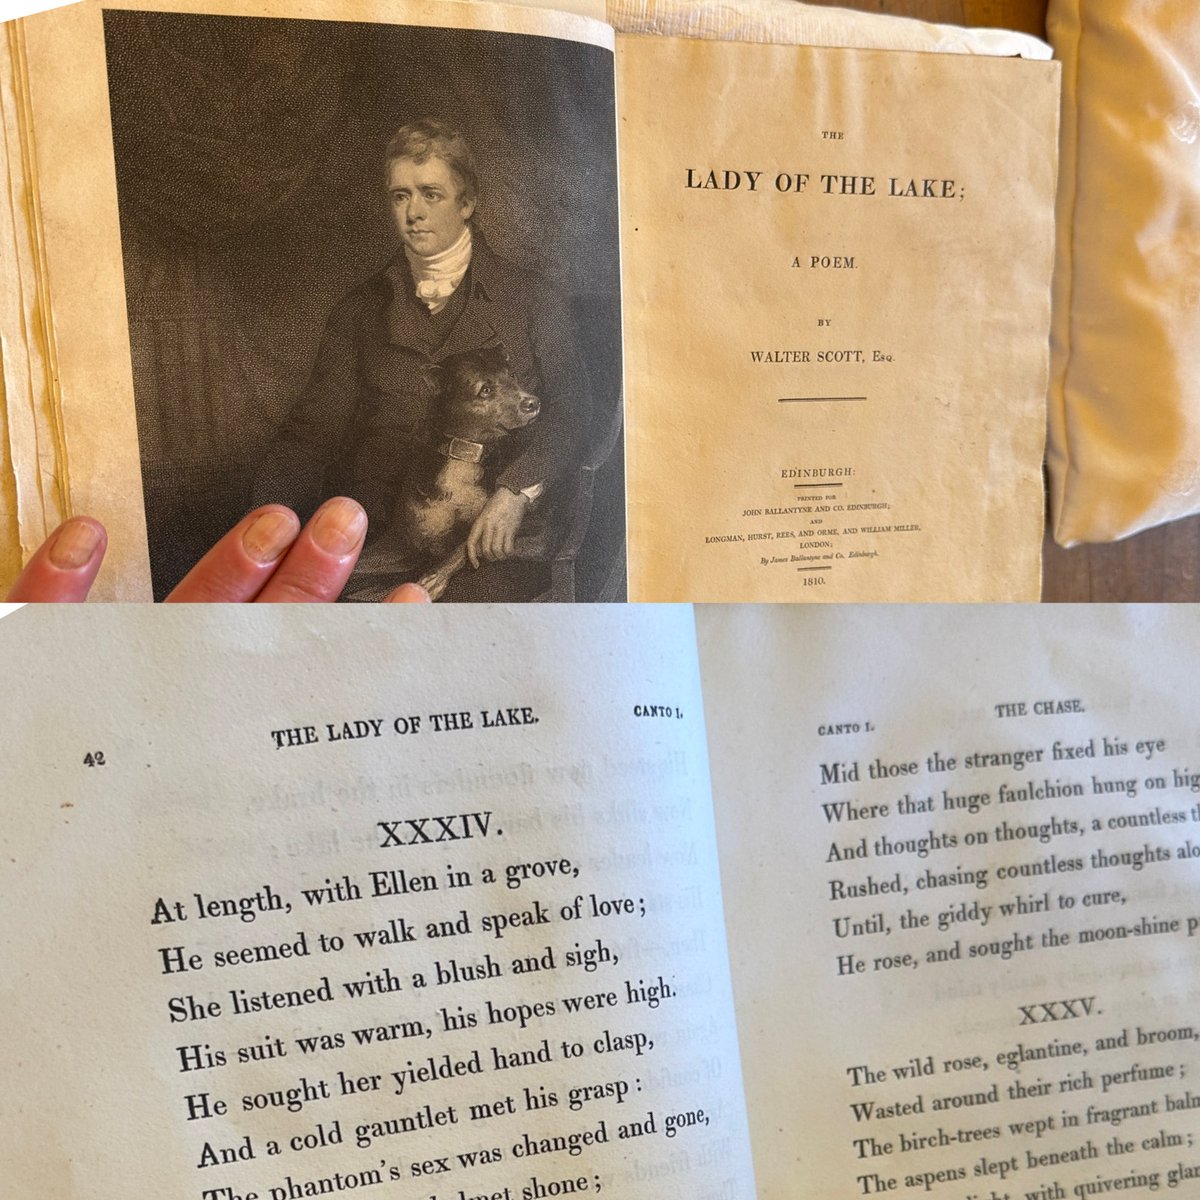 THE
LADY OF THE LAKE;
A POEM.
BY
WALTER SCOTT, Esq.
EDINBURGH:
PRINTED FOR
JOHN BALLANTYNE AND CO. EDINBURGH;
AND
LONGMAN, HURST, REES, AND ORME, AND WILLIAM MILLER,
LONDON;
By James Ballantyne and Co. Edinburgh.
1810.
42
THE LADY OF THE LAKE.
CANTO I.
XXXIV.
At length, with Ellen in a grove,
He seemed to walk and speak of love;
She listened with a blush and sigh,
His suit was warm, his hopes were high.
He sought her yielded hand to clasp,
And a cold gauntlet met his grasp:
The phantom's sex was changed and gone,
shone;
CANTO I.
THE CHASE.
Mid those the stranger fixed his eye
Where that huge faulchion hung on
And thoughts on thoughts, a countless
Rushed, chasing countless thoughts
Until, the giddy whirl to cure,
He rose, and sought the moon-shine
XXXV.
The wild rose, eglantine, and broom,
Wasted around their rich perfume;
The birch-trees wept in fragrant
The aspens slept beneath the calm;
with quivering